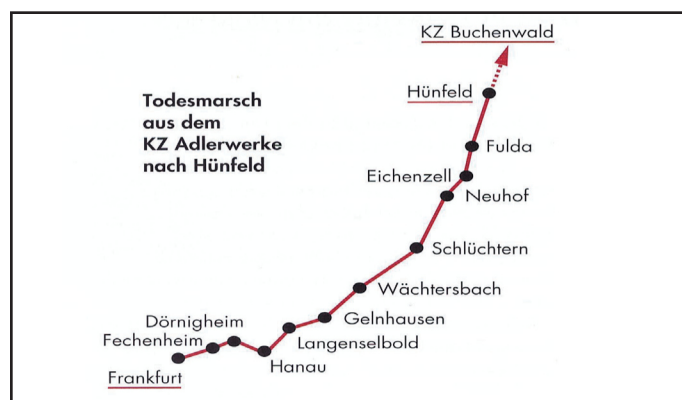 KZ Buchenwald
Hünfeld
Todesmarsch
aus dem
KZ Adlerwerke
nach Hünfeld
Fulda
Eichenzell
Neuhof
Schlüchtern
Wächtersbach
Gelnhausen
Dörnigheim
Fechenheim
Langenselbold
Hanau
Frankfurt